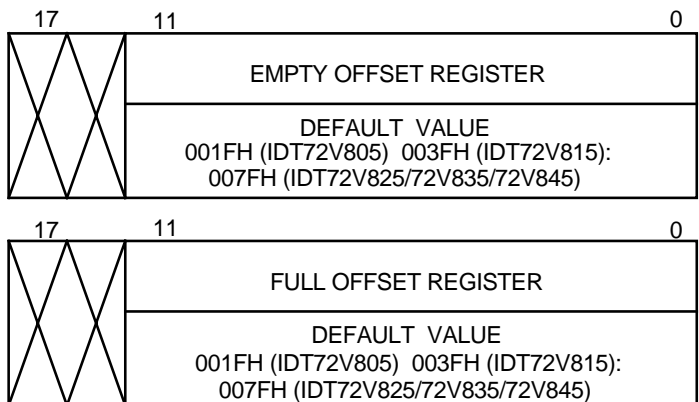 17 11 0
EMPTY OFFSET REGISTER
DEFAULT VALUE
001FH (IDT72V805) 003FH (IDT72V815):
007FH (IDT72V825/72V835/72V845)
17 11 0
FULL OFFSET REGISTER
DEFAULT VALUE
001FH (IDT72V805) 003FH (IDT72V815):
007FH (IDT72V825/72V835/72V845)